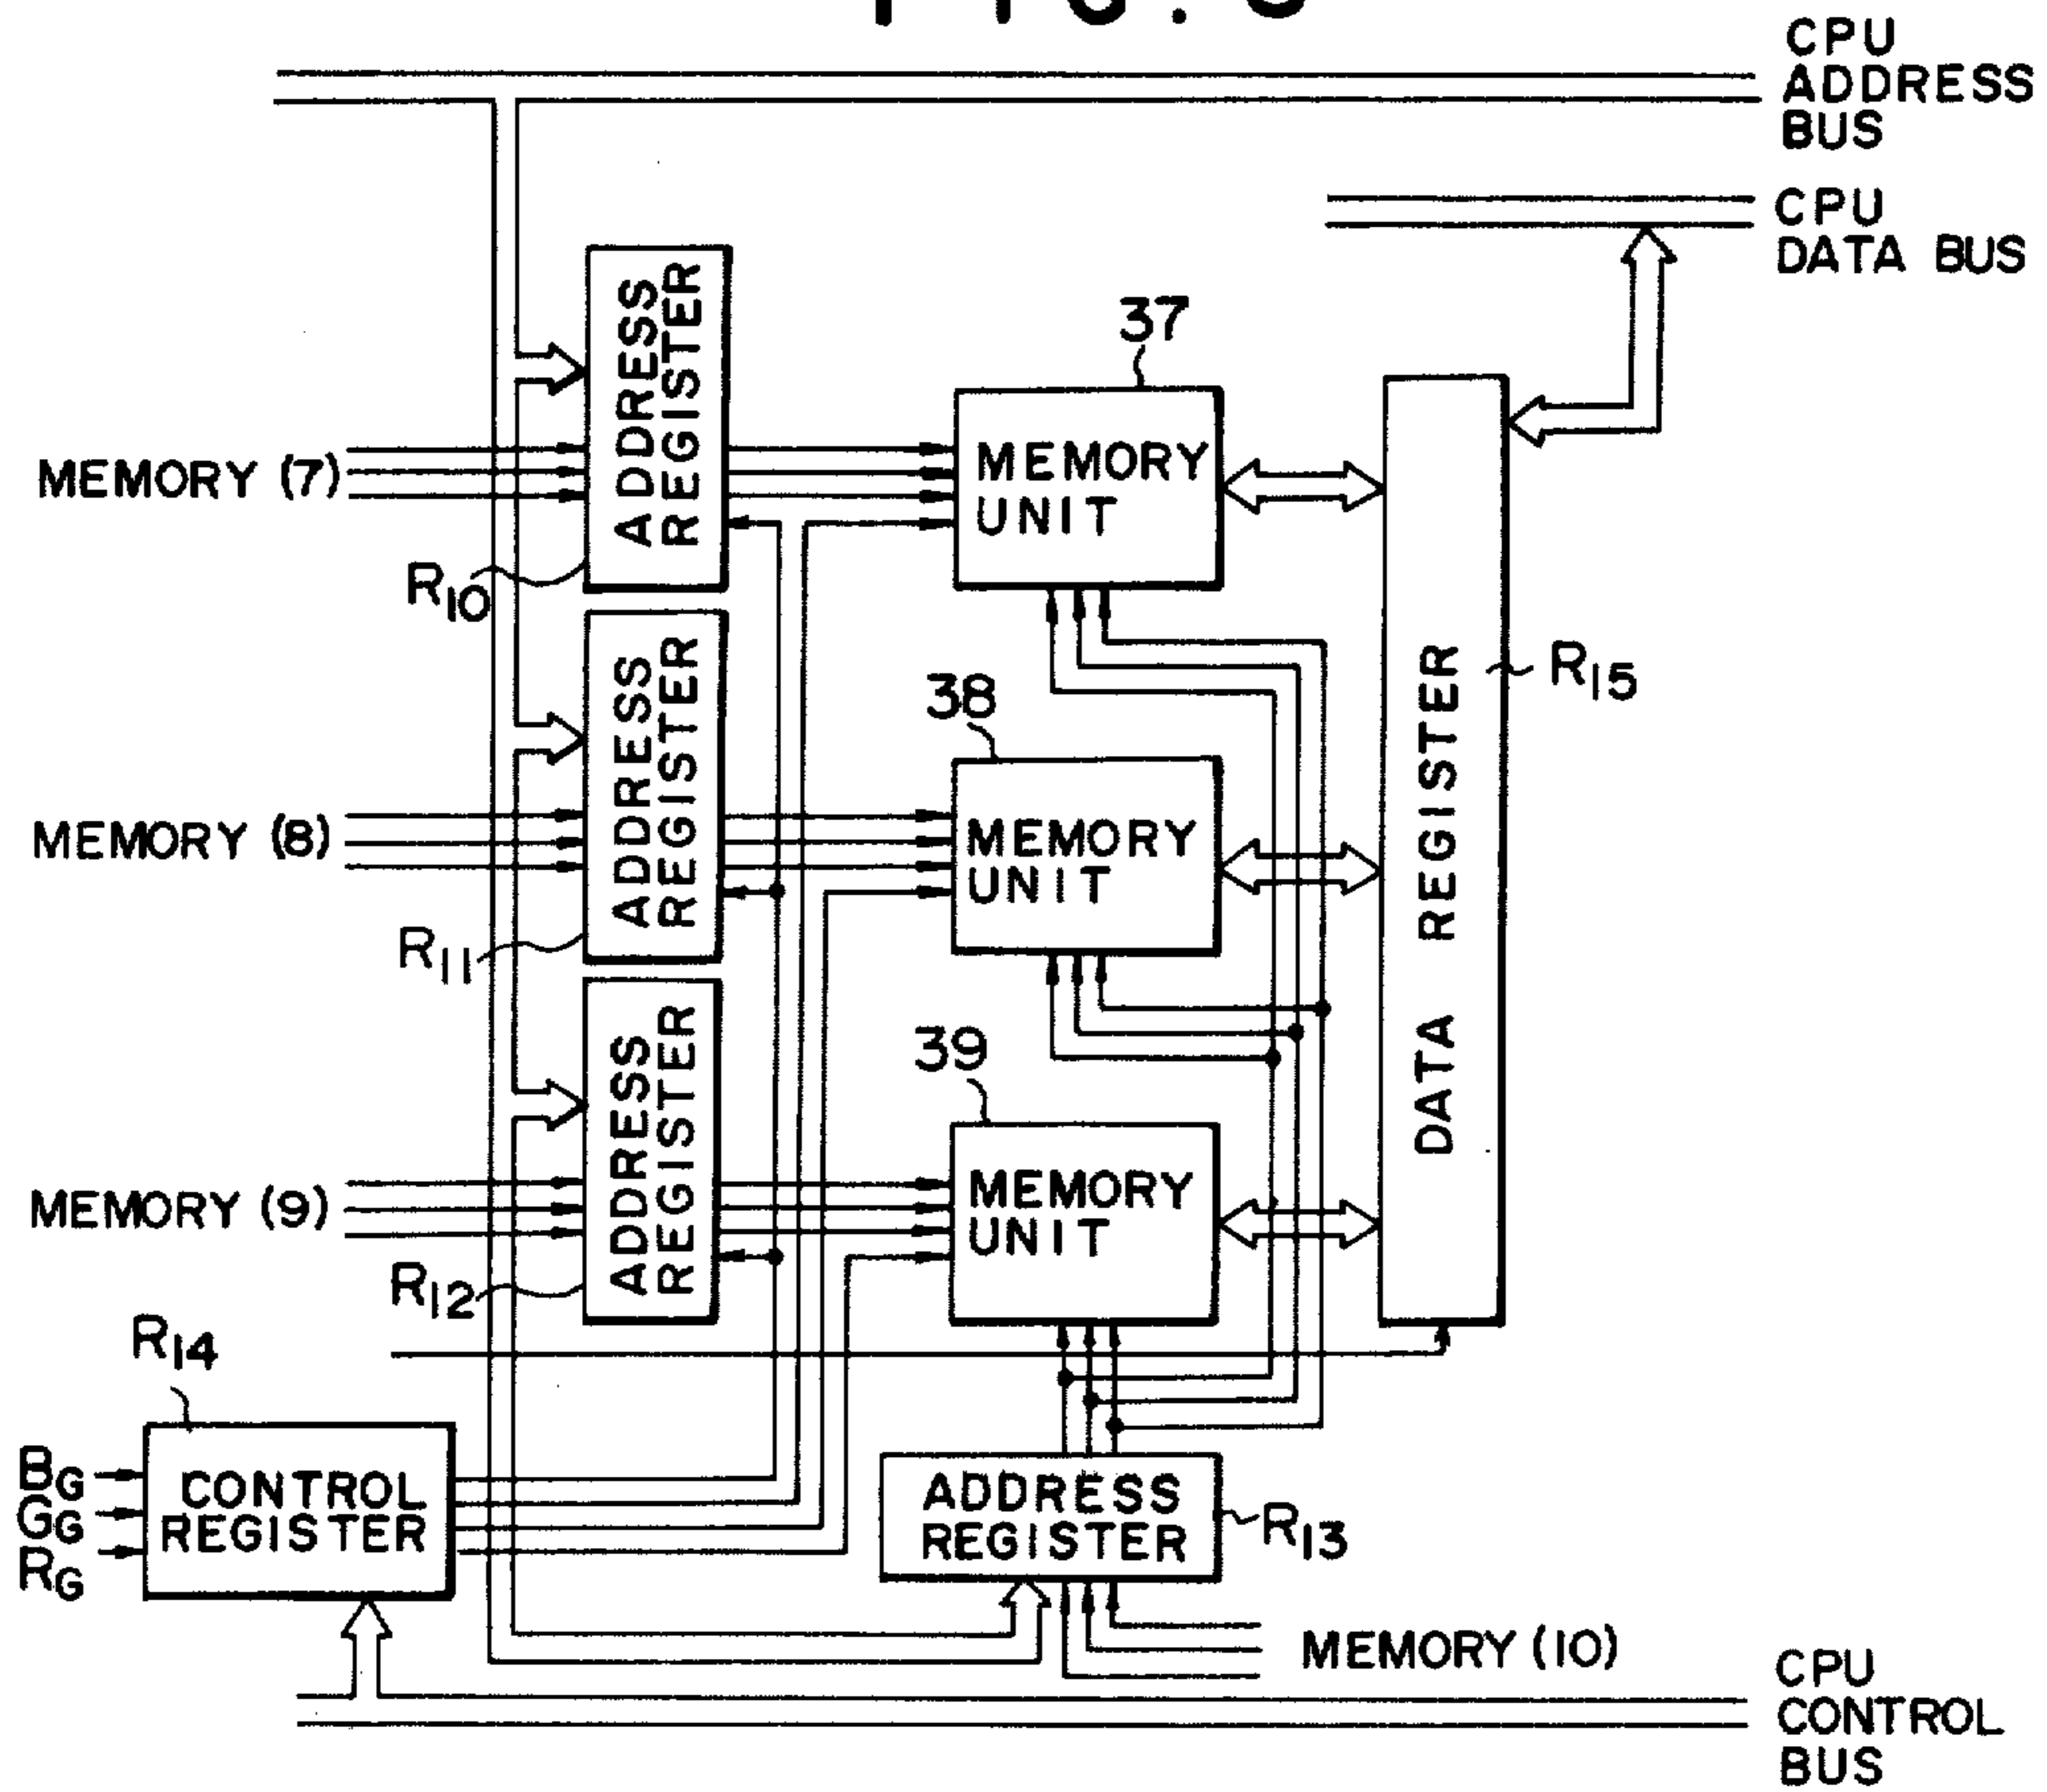 CPU
ADDRESS
BUS
CPU
DATA BUS
ADDRESS
REGISTER
37
MEMORY
UNIT
MEMORY (7)
R10
ADDRESS
REGISTER
38
MEMORY
UNIT
DATA REGISTER
R15
MEMORY (8)
R11
ADDRESS
REGISTER
39
MEMORY
UNIT
MEMORY (9)
R12
R14
BG
GG
RG
CONTROL
REGISTER
ADDRESS
REGISTER
R13
MEMORY (10)
CPU
CONTROL
BUS